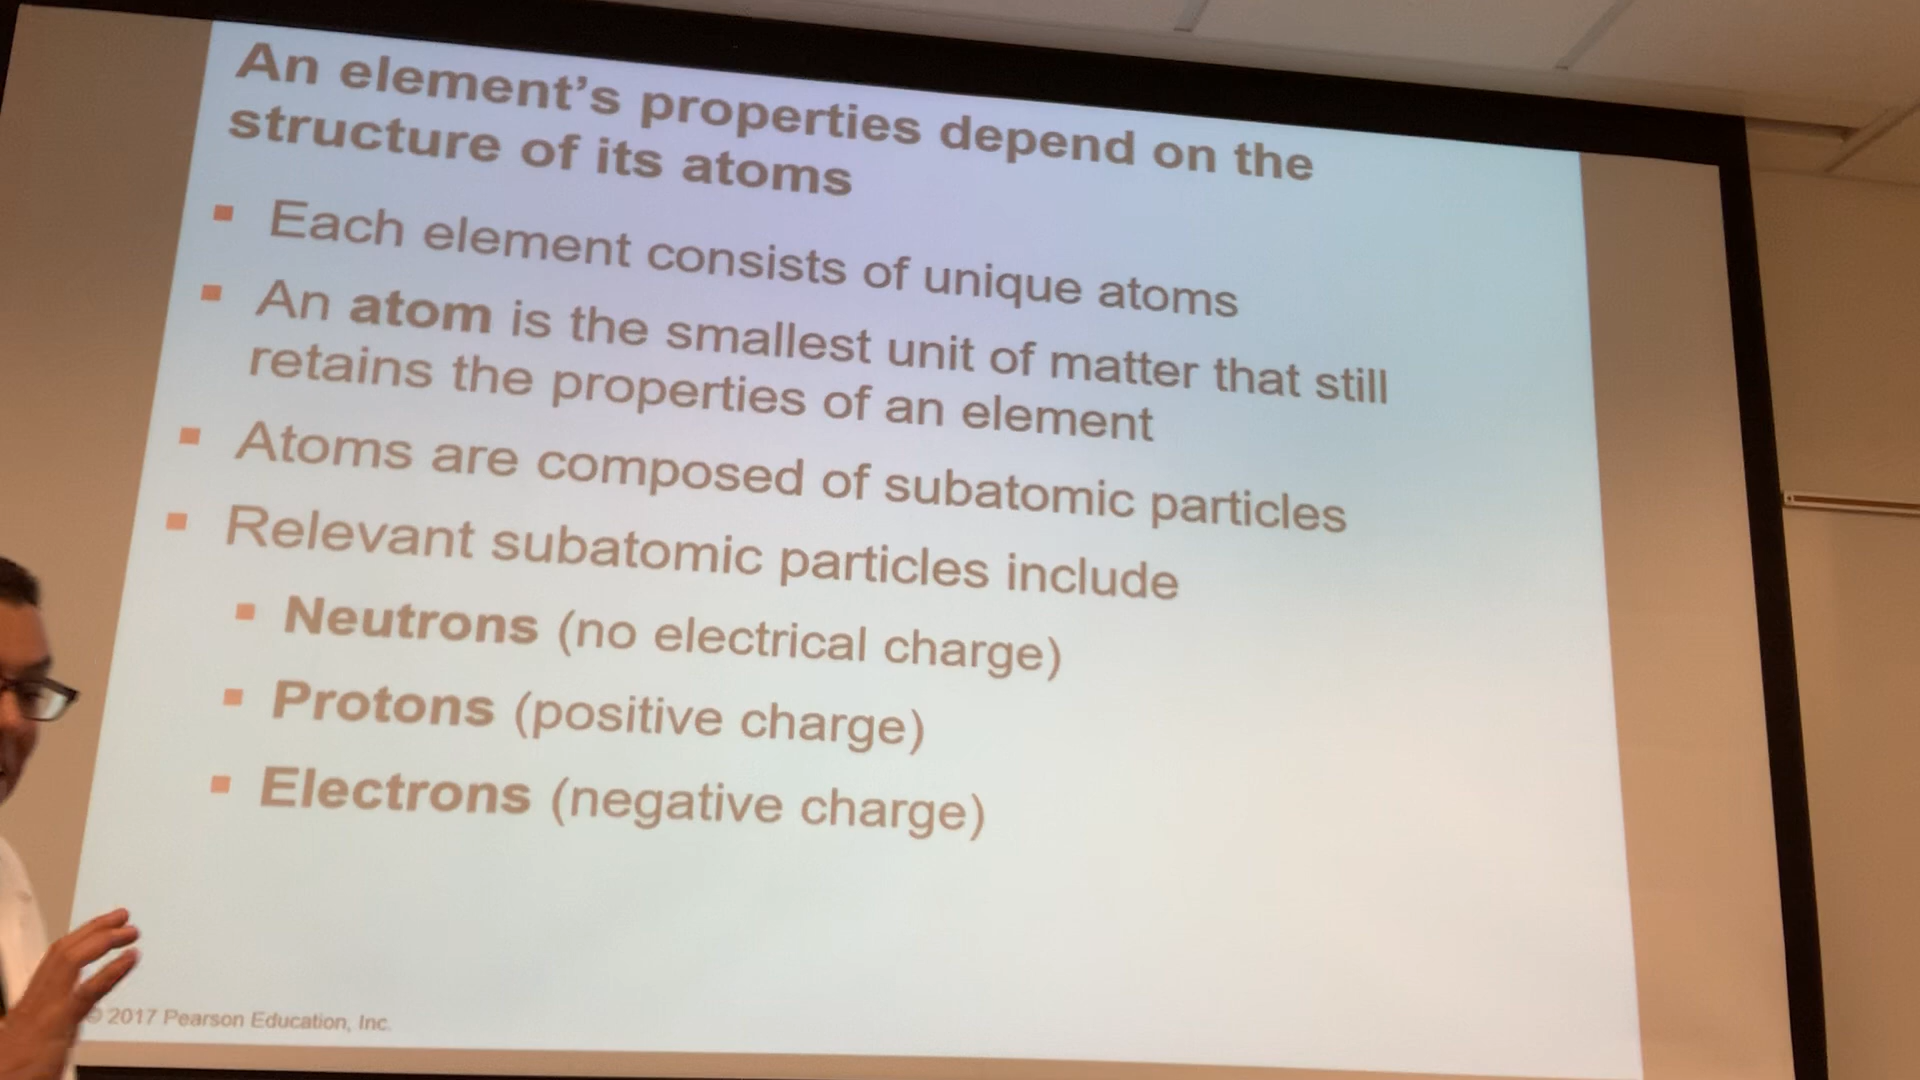 An element’s properties depend on the
structure of its atoms
▪ Each element consists of unique atoms
▪ An atom is the smallest unit of matter that still
retains the properties of an element
▪ Atoms are composed of subatomic particles
▪ Relevant subatomic particles include
▪ Neutrons (no electrical charge)
▪ Protons (positive charge)
▪ Electrons (negative charge)
© 2017 Pearson Education, Inc.